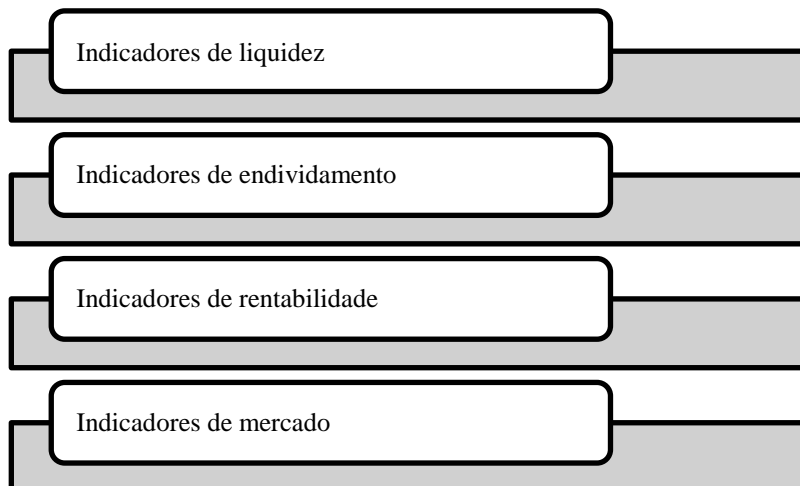 Indicadores de liquidez
Indicadores de endividamento
Indicadores de rentabilidade
Indicadores de mercado